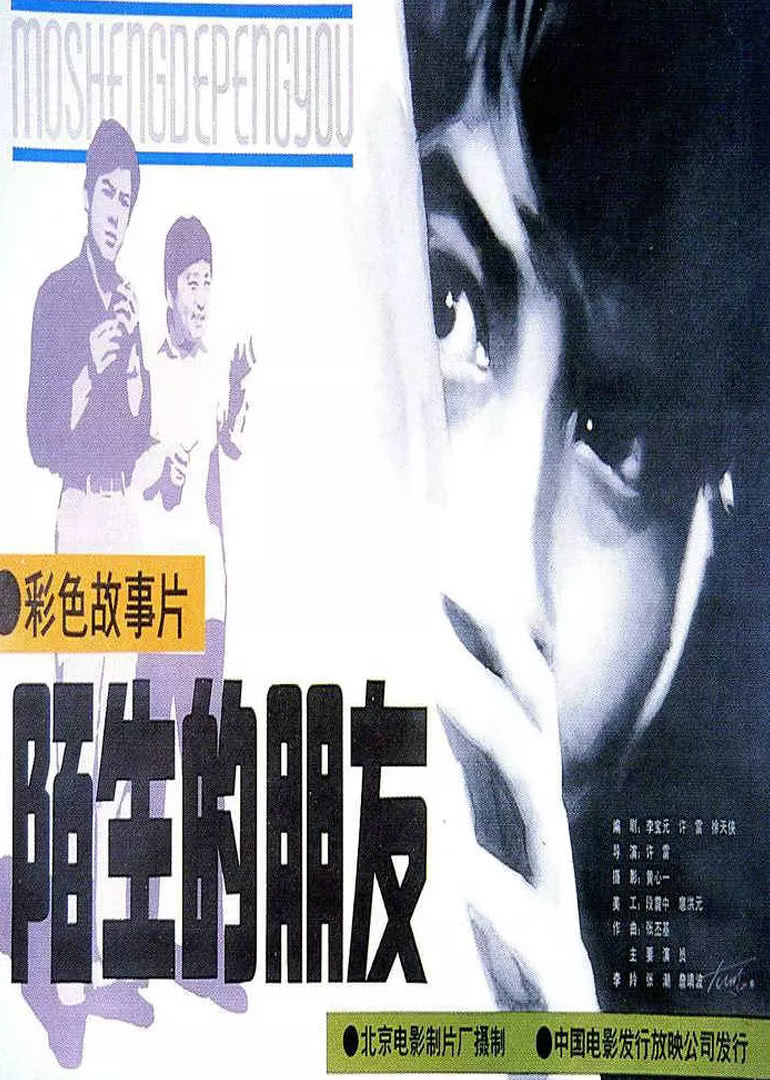 MOSHENGDEPENGYOU
●彩色故事片
陌生的朋友
编 剧：李宝元 许 雷 徐天侠
导 演：许 雷
摄 影：黄心一
美 工：段震中 扈洪元
作 曲：张丕基
主 要 演 员
李 羚 张 潮 詹靖波
●北京电影制片厂摄制 ●中国电影发行放映公司发行